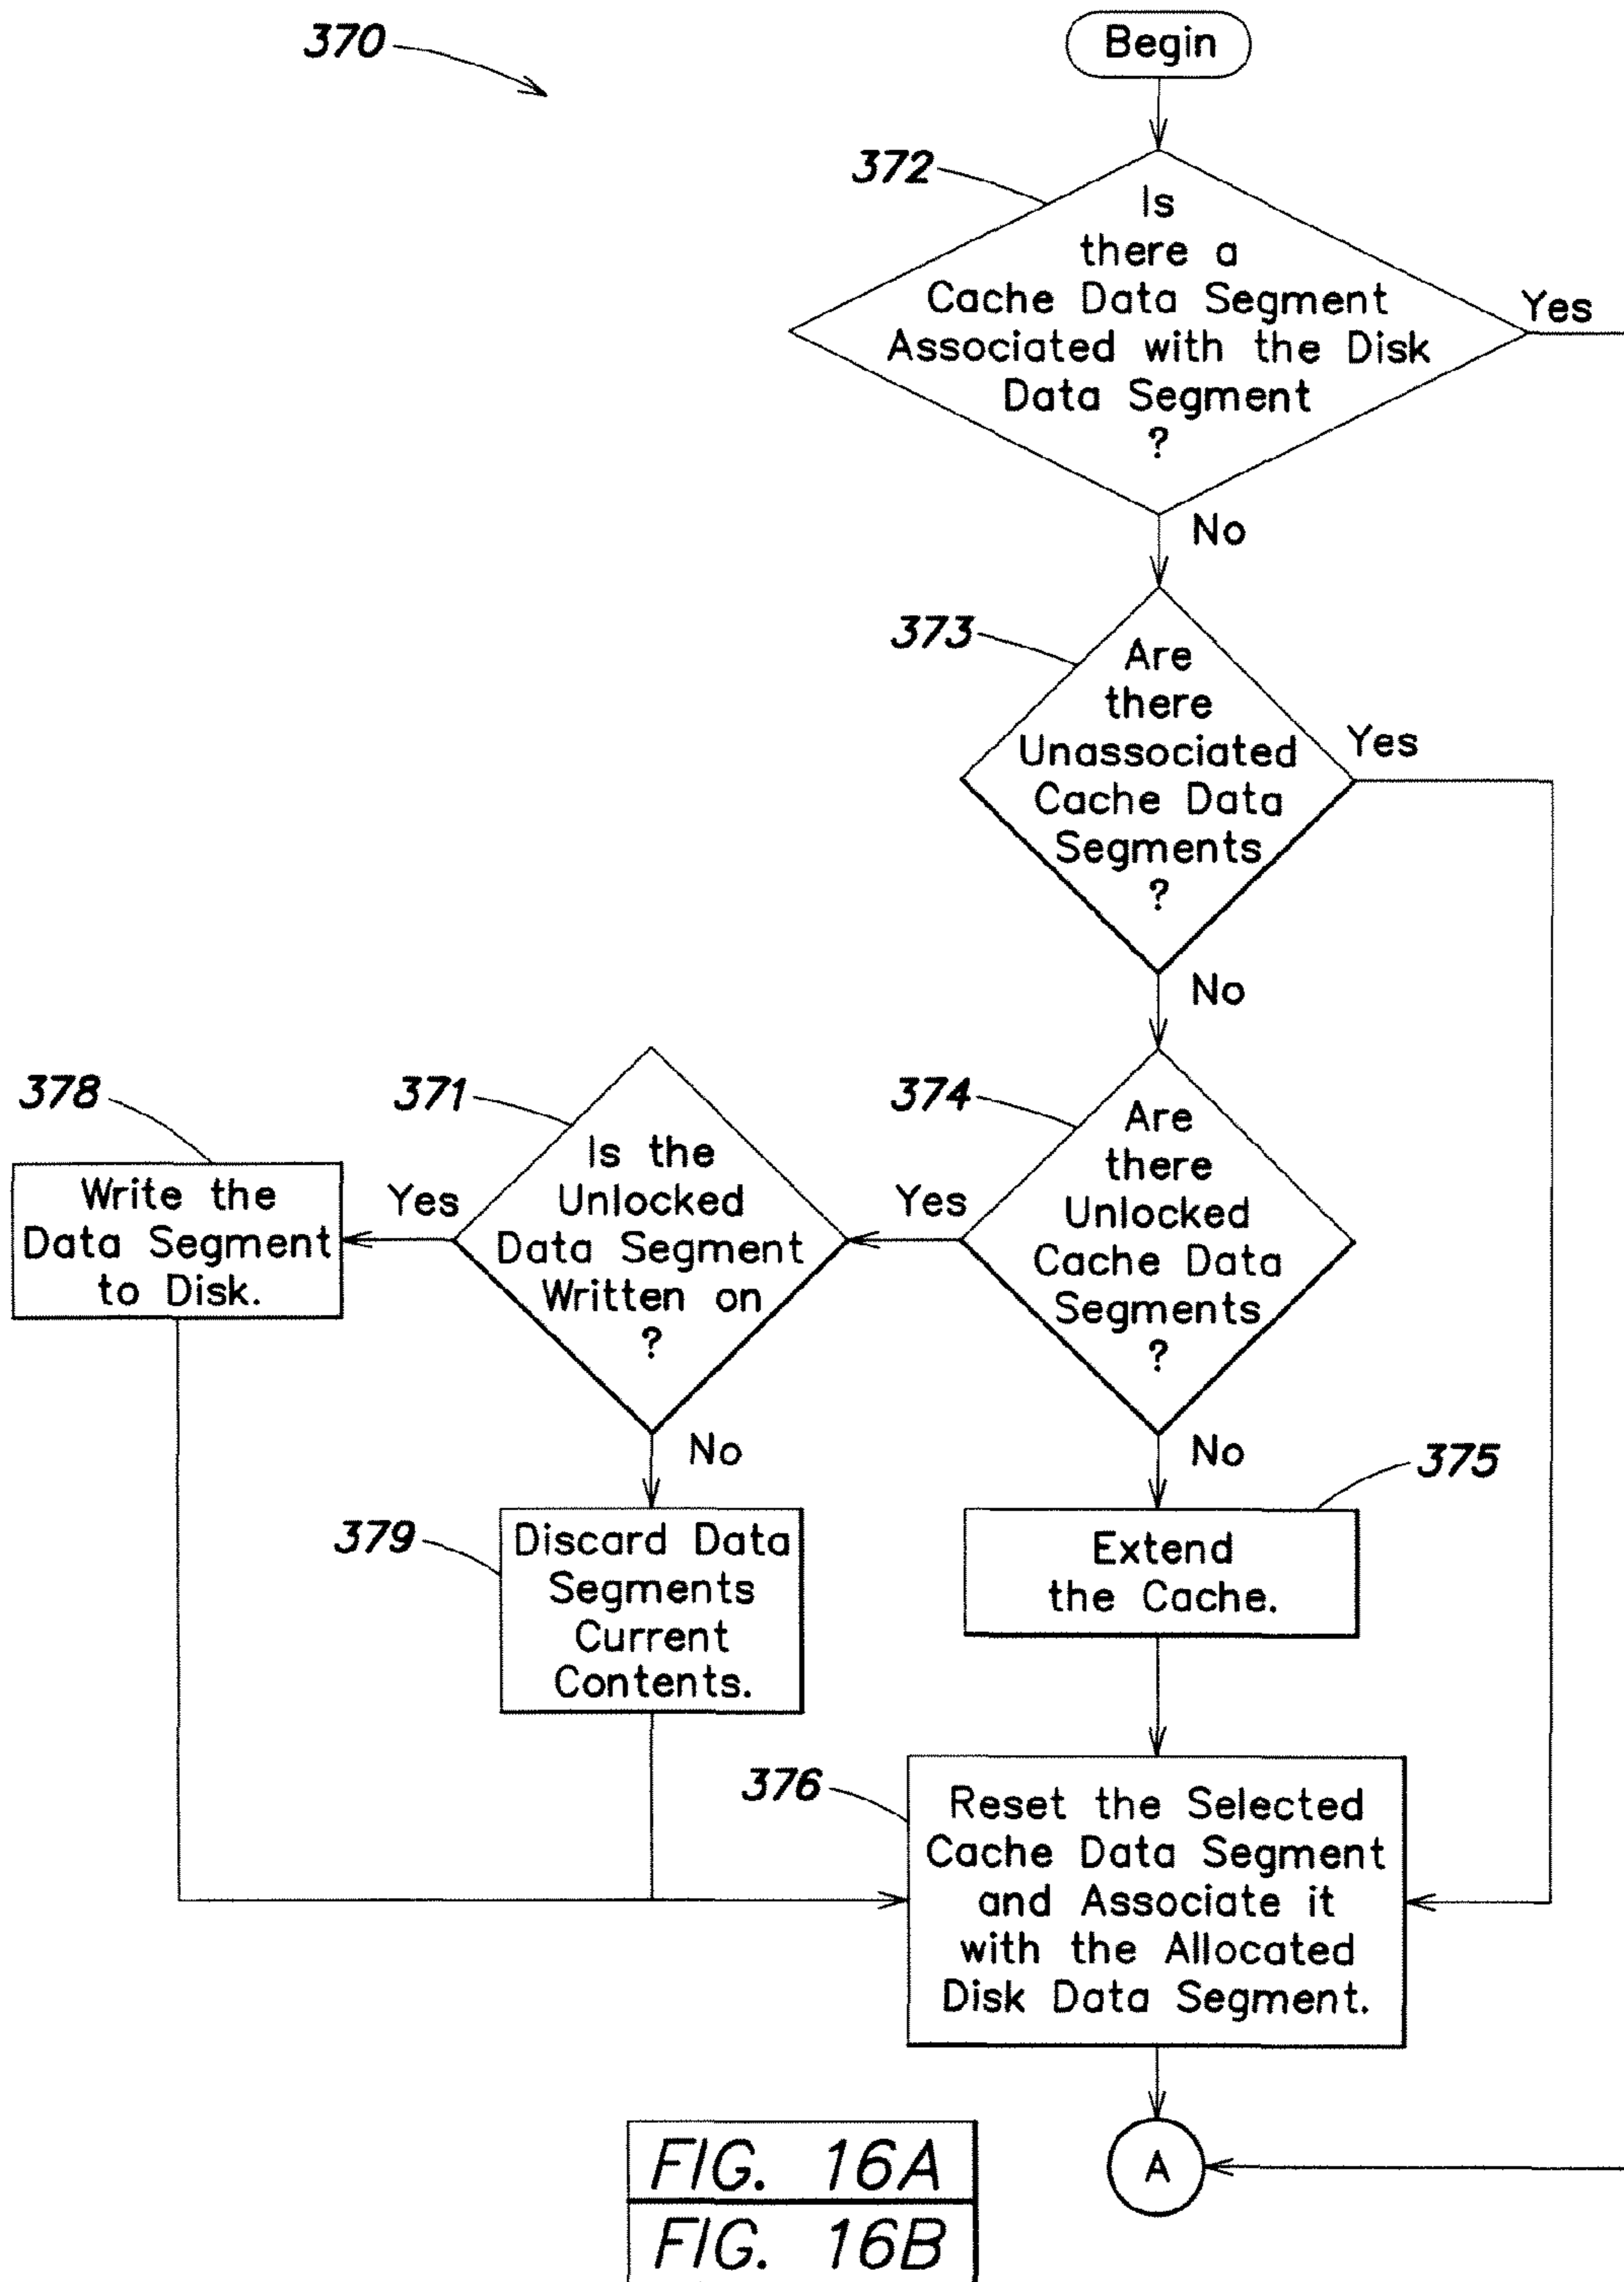 370
Begin
372
Is
there a
Cache Data Segment
Associated with the Disk
Data Segment
?
Yes
No
373
Are
there
Unassociated
Cache Data
Segments
?
Yes
No
374
Are
there
Unlocked
Cache Data
Segments
?
Yes
No
371
Is the
Unlocked
Data Segment
Written on
?
Yes
No
378
Write the
Data Segment
to Disk.
379
Discard Data
Segments
Current
Contents.
375
Extend
the Cache.
376
Reset the Selected
Cache Data Segment
and Associate it
with the Allocated
Disk Data Segment.
A
FIG. 16A
FIG. 16B